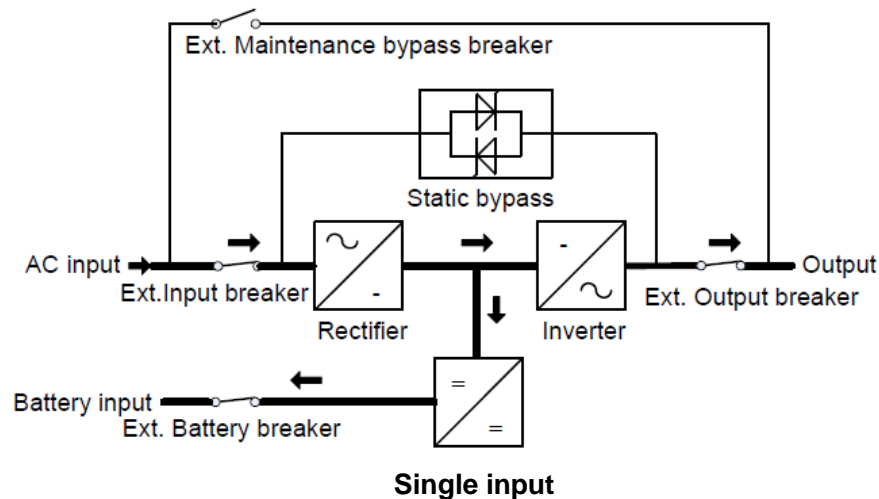 Ext. Maintenance bypass breaker
Static bypass
AC input
Output
Ext.Input breaker
Ext. Output breaker
Rectifier
Inverter
Battery input
Ext. Battery breaker
Single input